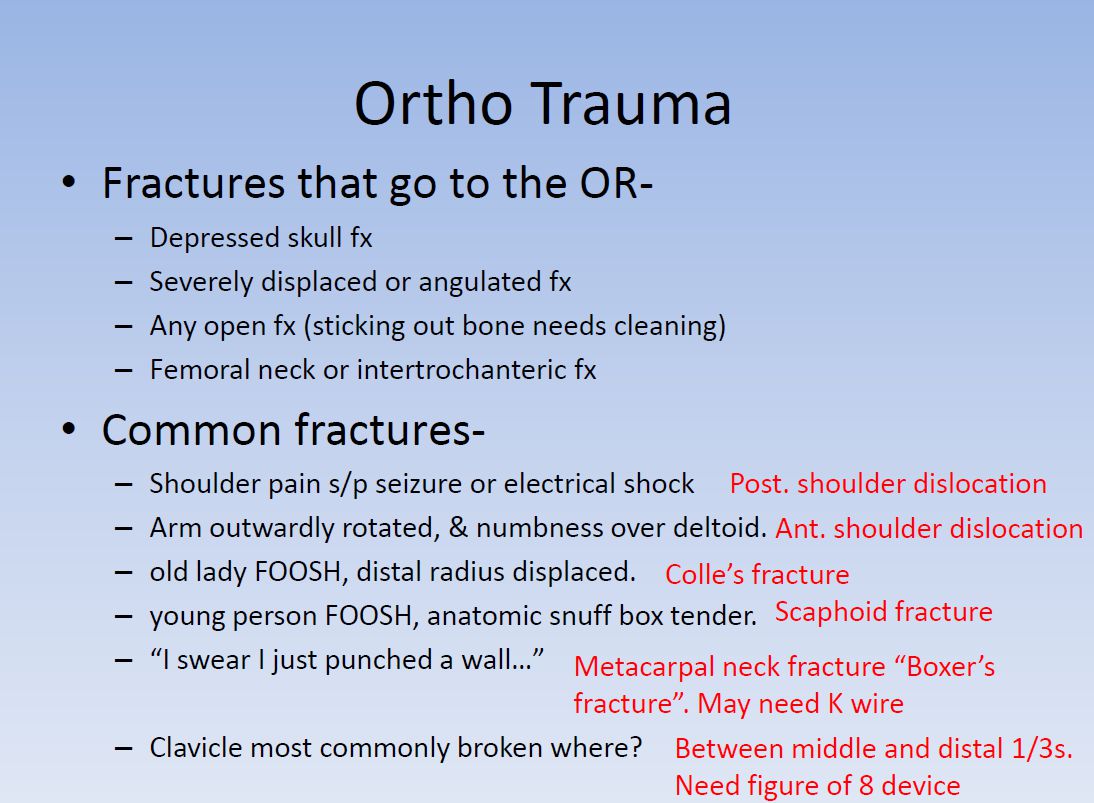 Ortho Trauma
• Fractures that go to the OR-
– Depressed skull fx
– Severely displaced or angulated fx
– Any open fx (sticking out bone needs cleaning)
– Femoral neck or intertrochanteric fx
• Common fractures-
– Shoulder pain s/p seizure or electrical shock Post. shoulder dislocation
– Arm outwardly rotated, & numbness over deltoid. Ant. shoulder dislocation
– old lady FOOSH, distal radius displaced. Colle’s fracture
– young person FOOSH, anatomic snuff box tender. Scaphoid fracture
– “I swear I just punched a wall…” Metacarpal neck fracture “Boxer’s
fracture”. May need K wire
– Clavicle most commonly broken where? Between middle and distal 1/3s.
Need figure of 8 device